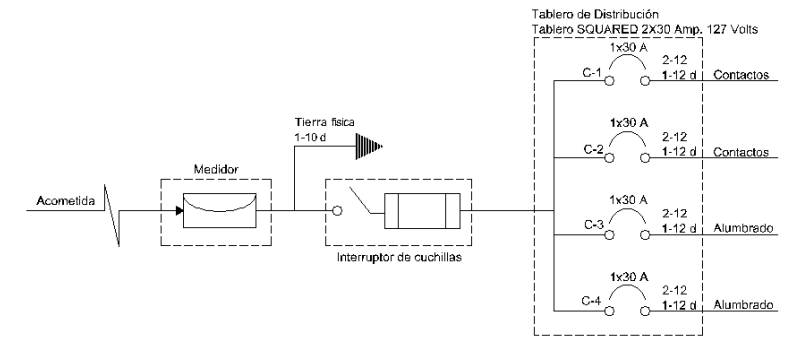 Tablero de Distribución
Tablero SQUARED 2X30 Amp. 127 Volts
1x30 A
C-1
2-12
1-12 d
Contactos
1x30 A
C-2
2-12
1-12 d
Contactos
1x30 A
C-3
2-12
1-12 d
Alumbrado
1x30 A
C-4
2-12
1-12 d
Alumbrado
Tierra fisica
1-10 d
Medidor
Acometida
Interruptor de cuchillas